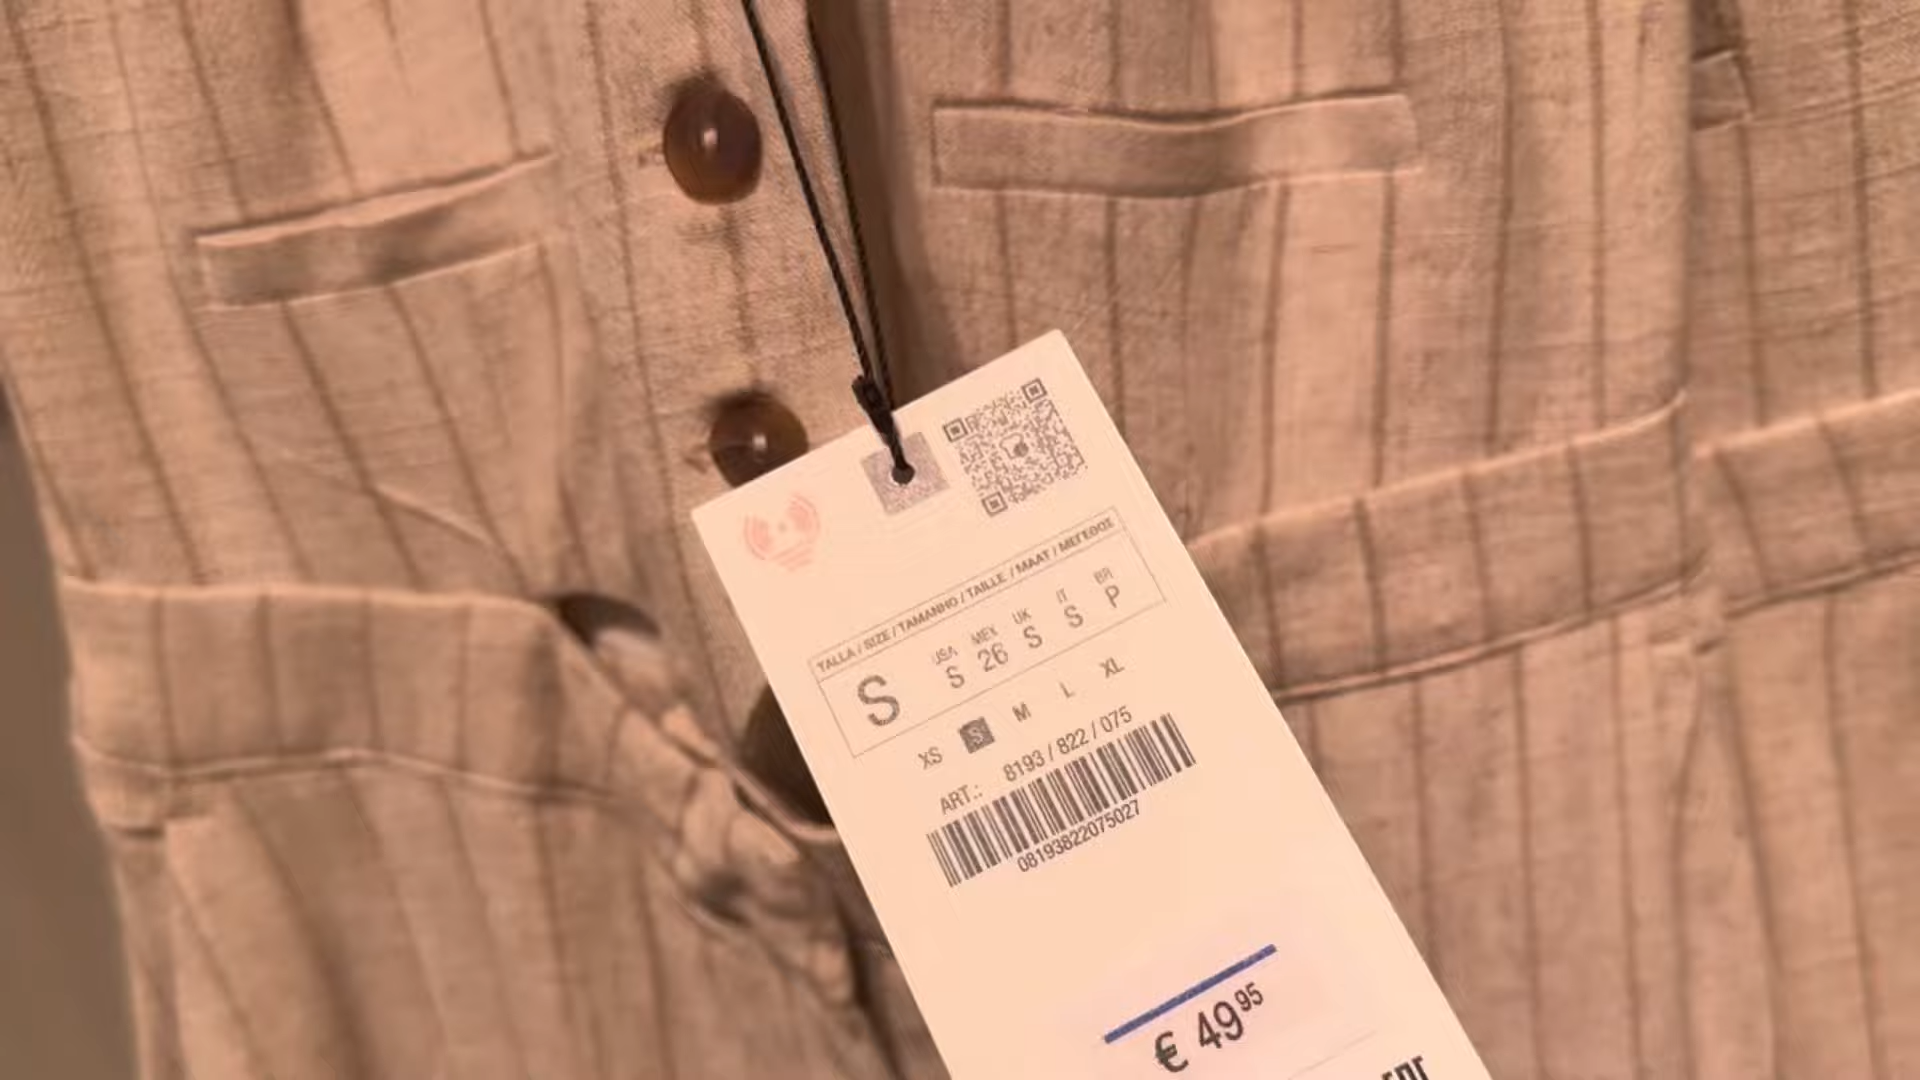 TALLA / SIZE / TAMANHO / TAILLE / MAAT / ΜΕΓΕΘΟΣ
S
USA MEX UK IT BR
S 26 S S P
XS S M L XL
ART.: 8193 / 822 / 075
08193822075027
€ 49 95